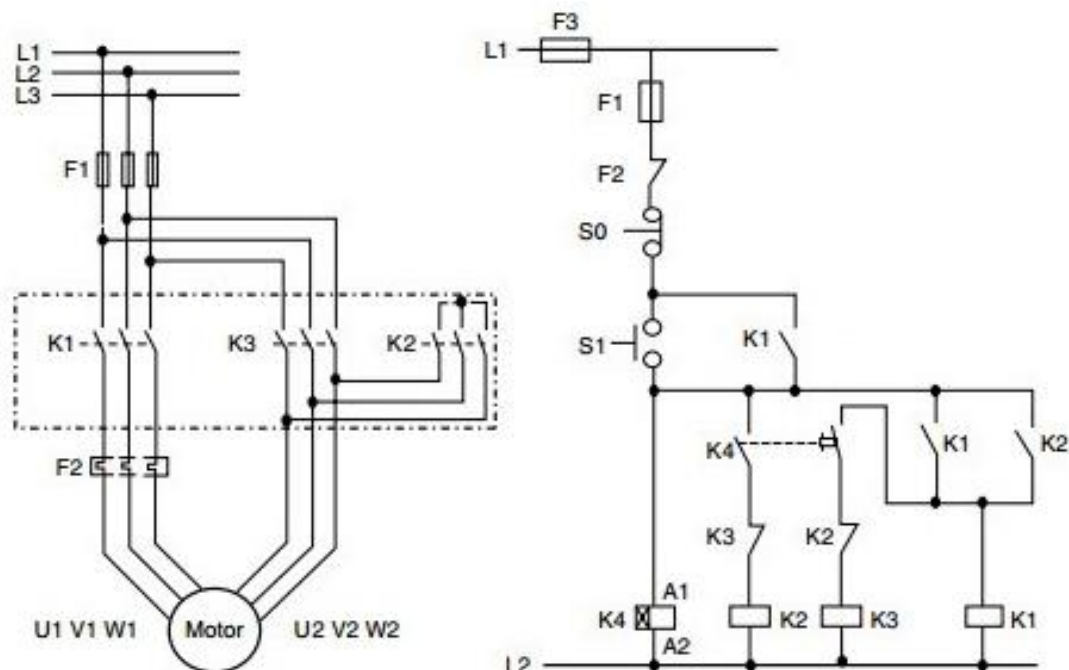 L1
L2
L3
F1
K1
K3
K2
F2
U1 V1 W1
Motor
U2 V2 W2
F3
L1
F1
F2
S0
S1
K1
K4
K1
K2
K3
K2
A1
K4
K2
K3
K1
A2
L2